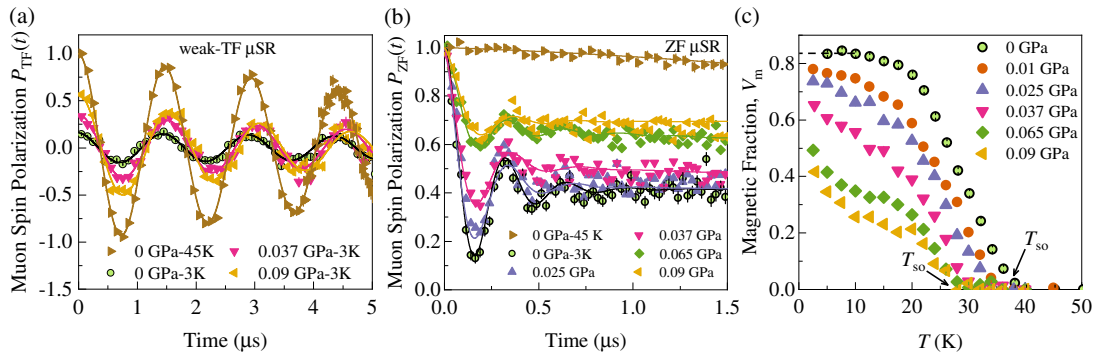 (a)
weak-TF μSR
Muon Spin Polarization P_TF(t)
1.0
0.5
0.0
-0.5
-1.0
-1.5
0 GPa-45K
0.037 GPa-3K
0 GPa-3K
0.09 GPa-3K
0 1 2 3 4 5
Time (μs)
(b)
ZF μSR
Muon Spin Polarization P_ZF(t)
1.0
0.8
0.6
0.4
0.2
0.0
0 GPa-45 K
0.037 GPa
0 GPa-3K
0.065 GPa
0.025 GPa
0.09 GPa
0.0 0.5 1.0 1.5
Time (μs)
(c)
Magnetic Fraction, V_m
1.0
0.8
0.6
0.4
0.2
0.0
0 GPa
0.01 GPa
0.025 GPa
0.037 GPa
0.065 GPa
0.09 GPa
T_so
T_so
0 10 20 30 40 50
T (K)